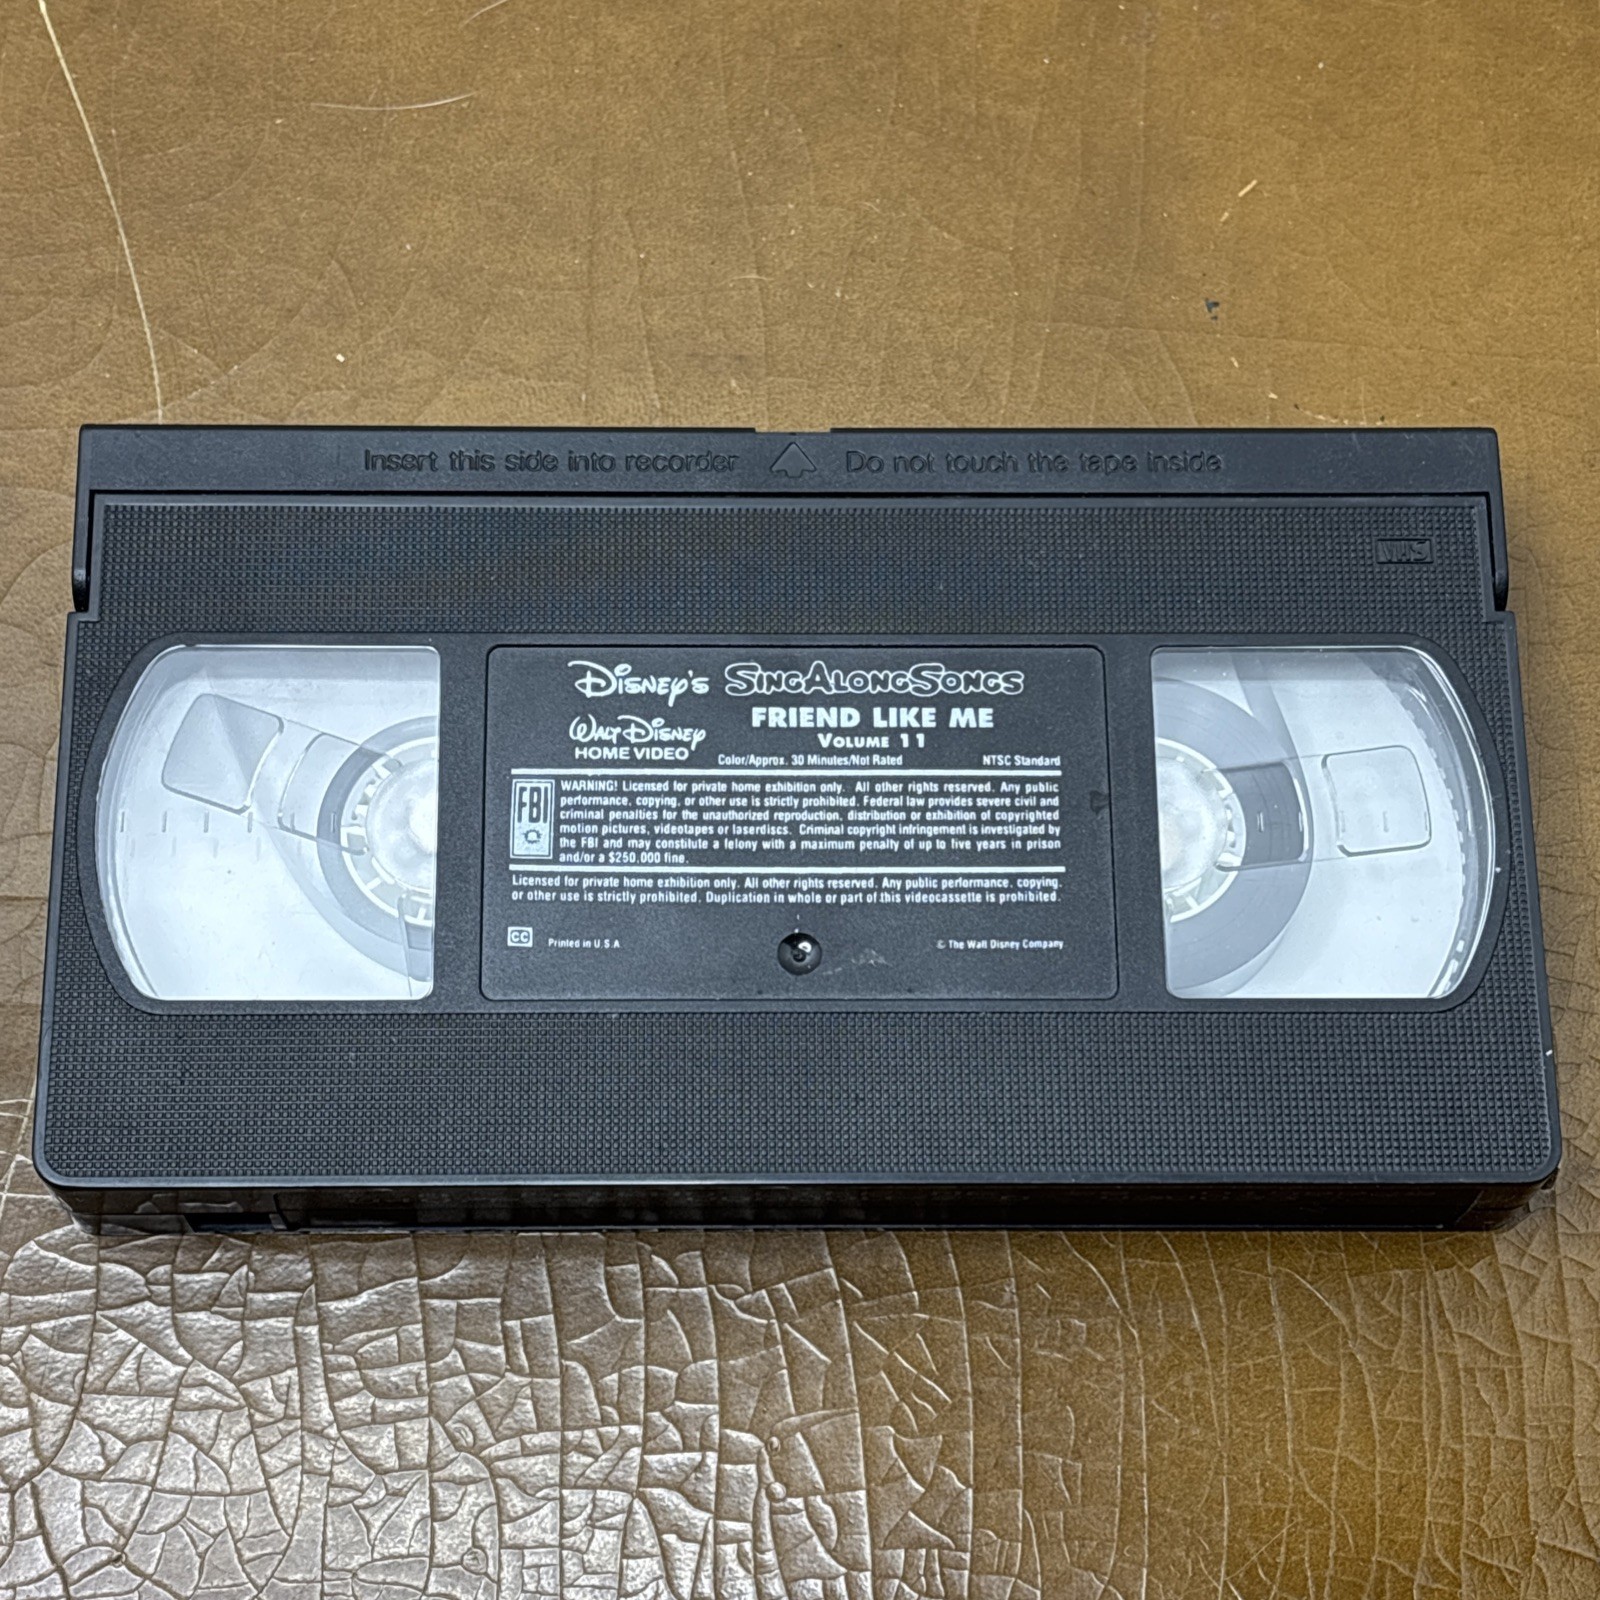 Insert this side into recorder Do not touch the tape inside
VHS
Disney's Sing Along Songs
FRIEND LIKE ME
Walt Disney
HOME VIDEO
VOLUME 11
Color/Approx. 30 Minutes/Not Rated NTSC Standard
FBI
WARNING! Licensed for private home exhibition only. All other rights reserved. Any public
performance, copying, or other use is strictly prohibited. Federal law provides severe civil and
criminal penalties for the unauthorized reproduction, distribution or exhibition of copyrighted
motion pictures, videotapes or laserdiscs. Criminal copyright infringement is investigated by
the FBI and may constitute a felony with a maximum penalty of up to five years in prison
and/or a $250,000 fine.
Licensed for private home exhibition only. All other rights reserved. Any public performance, copying,
or other use is strictly prohibited. Duplication in whole or part of this videocassette is prohibited.
CC Printed in U.S.A © The Walt Disney Company